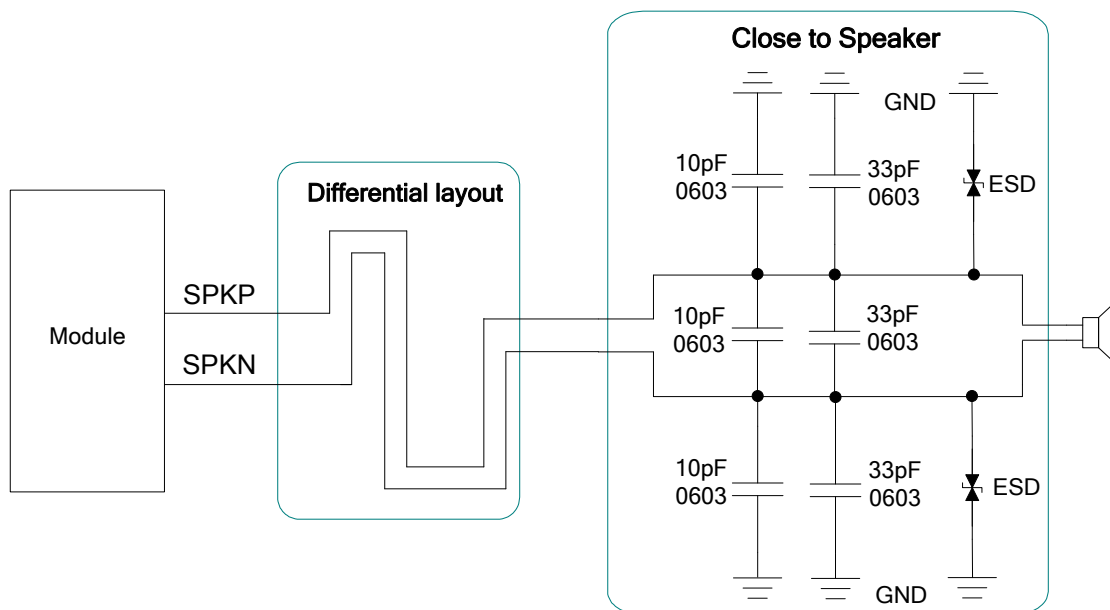 Close to Speaker
GND
10pF
0603
33pF
0603
ESD
Differential layout
SPKP
10pF
0603
33pF
0603
Module
SPKN
10pF
0603
33pF
0603
ESD
GND